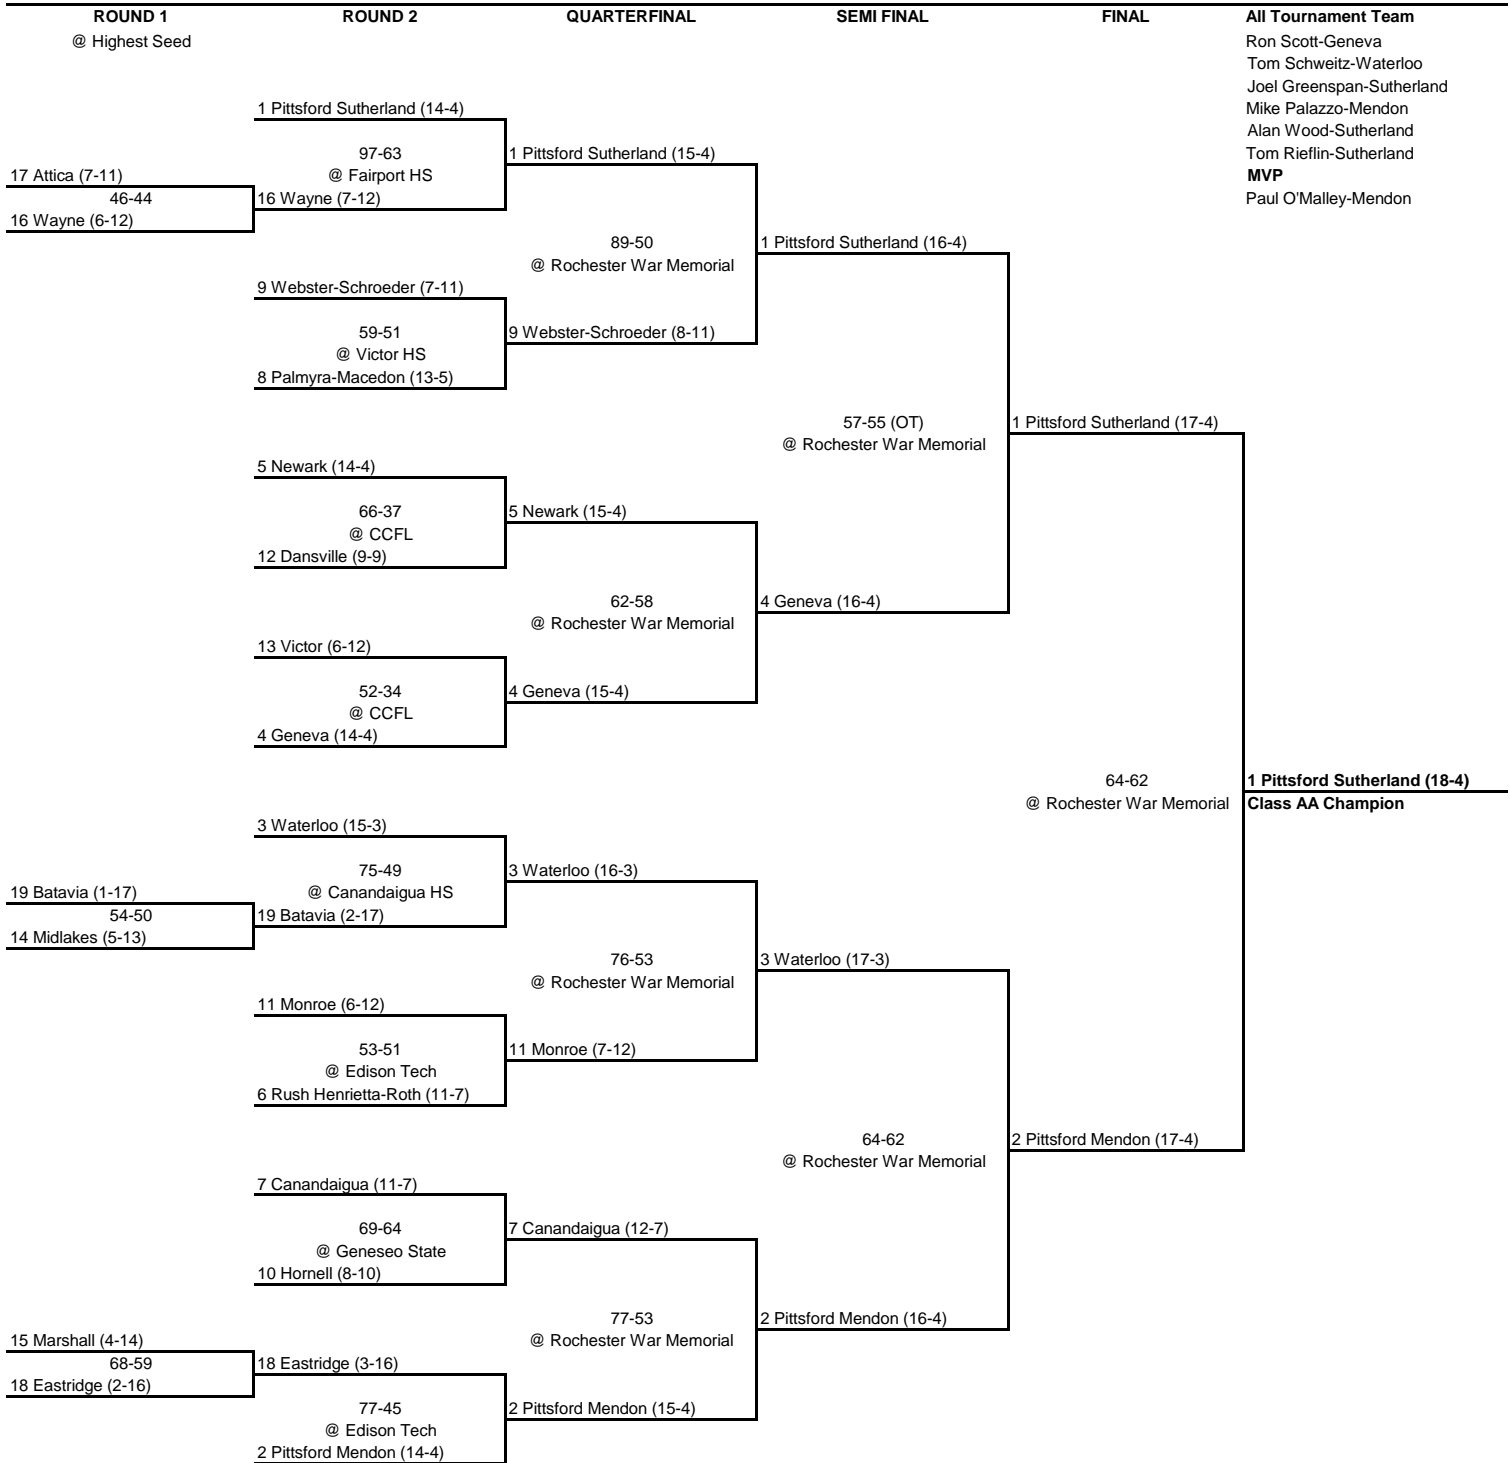 ROUND 1 ROUND 2 QUARTERFINAL SEMI FINAL FINAL All Tournament Team
@ Highest Seed Ron Scott-Geneva
Tom Schweitz-Waterloo
Joel Greenspan-Sutherland
1 Pittsford Sutherland (14-4) Mike Palazzo-Mendon
Alan Wood-Sutherland
97-63 1 Pittsford Sutherland (15-4) Tom Rieflin-Sutherland
17 Attica (7-11) @ Fairport HS MVP
46-44 16 Wayne (7-12) Paul O'Malley-Mendon
16 Wayne (6-12)
89-50 1 Pittsford Sutherland (16-4)
@ Rochester War Memorial
9 Webster-Schroeder (7-11)
59-51 9 Webster-Schroeder (8-11)
@ Victor HS
8 Palmyra-Macedon (13-5)
57-55 (OT) 1 Pittsford Sutherland (17-4)
@ Rochester War Memorial
5 Newark (14-4)
66-37 5 Newark (15-4)
@ CCFL
12 Dansville (9-9)
62-58 4 Geneva (16-4)
@ Rochester War Memorial
13 Victor (6-12)
52-34 4 Geneva (15-4)
@ CCFL
4 Geneva (14-4)
64-62 1 Pittsford Sutherland (18-4)
@ Rochester War Memorial Class AA Champion
3 Waterloo (15-3)
75-49 3 Waterloo (16-3)
19 Batavia (1-17) @ Canandaigua HS
54-50 19 Batavia (2-17)
14 Midlakes (5-13)
76-53 3 Waterloo (17-3)
@ Rochester War Memorial
11 Monroe (6-12)
53-51 11 Monroe (7-12)
@ Edison Tech
6 Rush Henrietta-Roth (11-7)
64-62 2 Pittsford Mendon (17-4)
@ Rochester War Memorial
7 Canandaigua (11-7)
69-64 7 Canandaigua (12-7)
@ Geneseo State
10 Hornell (8-10)
77-53 2 Pittsford Mendon (16-4)
15 Marshall (4-14) @ Rochester War Memorial
68-59 18 Eastridge (3-16)
18 Eastridge (2-16)
77-45 2 Pittsford Mendon (15-4)
@ Edison Tech
2 Pittsford Mendon (14-4)